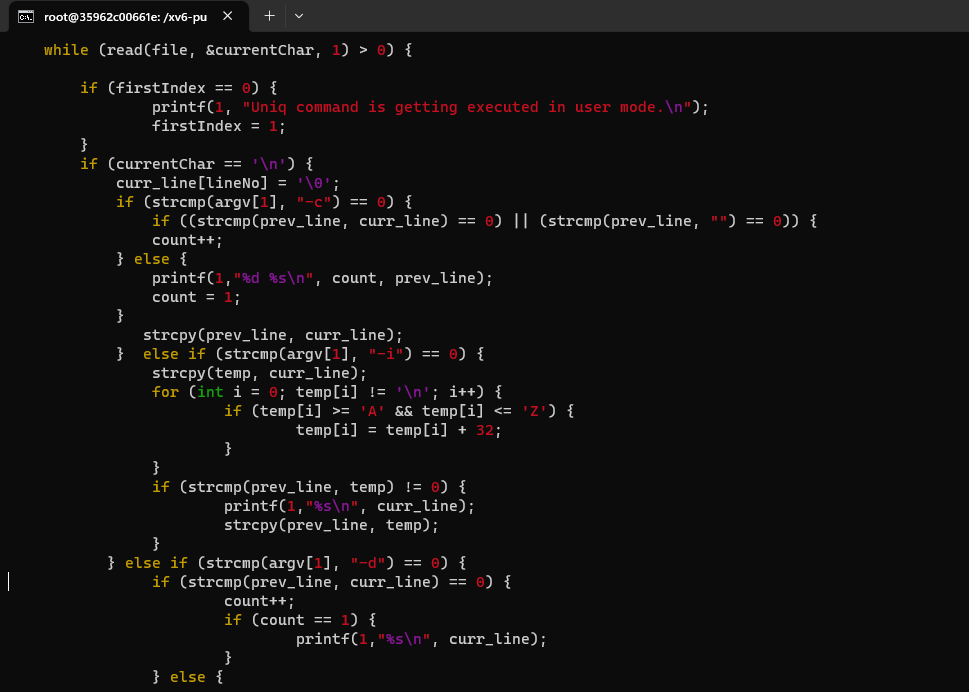 root@35962c00661e: /xv6-pu
while (read(file, &currentChar, 1) > 0) {
if (firstIndex == 0) {
printf(1, "Uniq command is getting executed in user mode.\n");
firstIndex = 1;
}
if (currentChar == '\n') {
curr_line[lineNo] = '\0';
if (strcmp(argv[1], "-c") == 0) {
if ((strcmp(prev_line, curr_line) == 0) || (strcmp(prev_line, "") == 0)) {
count++;
} else {
printf(1,"%d %s\n", count, prev_line);
count = 1;
}
strcpy(prev_line, curr_line);
}  else if (strcmp(argv[1], "-i") == 0) {
strcpy(temp, curr_line);
for (int i = 0; temp[i] != '\n'; i++) {
if (temp[i] >= 'A' && temp[i] <= 'Z') {
temp[i] = temp[i] + 32;
}
}
if (strcmp(prev_line, temp) != 0) {
printf(1,"%s\n", curr_line);
strcpy(prev_line, temp);
}
} else if (strcmp(argv[1], "-d") == 0) {
if (strcmp(prev_line, curr_line) == 0) {
count++;
if (count == 1) {
printf(1,"%s\n", curr_line);
}
} else {